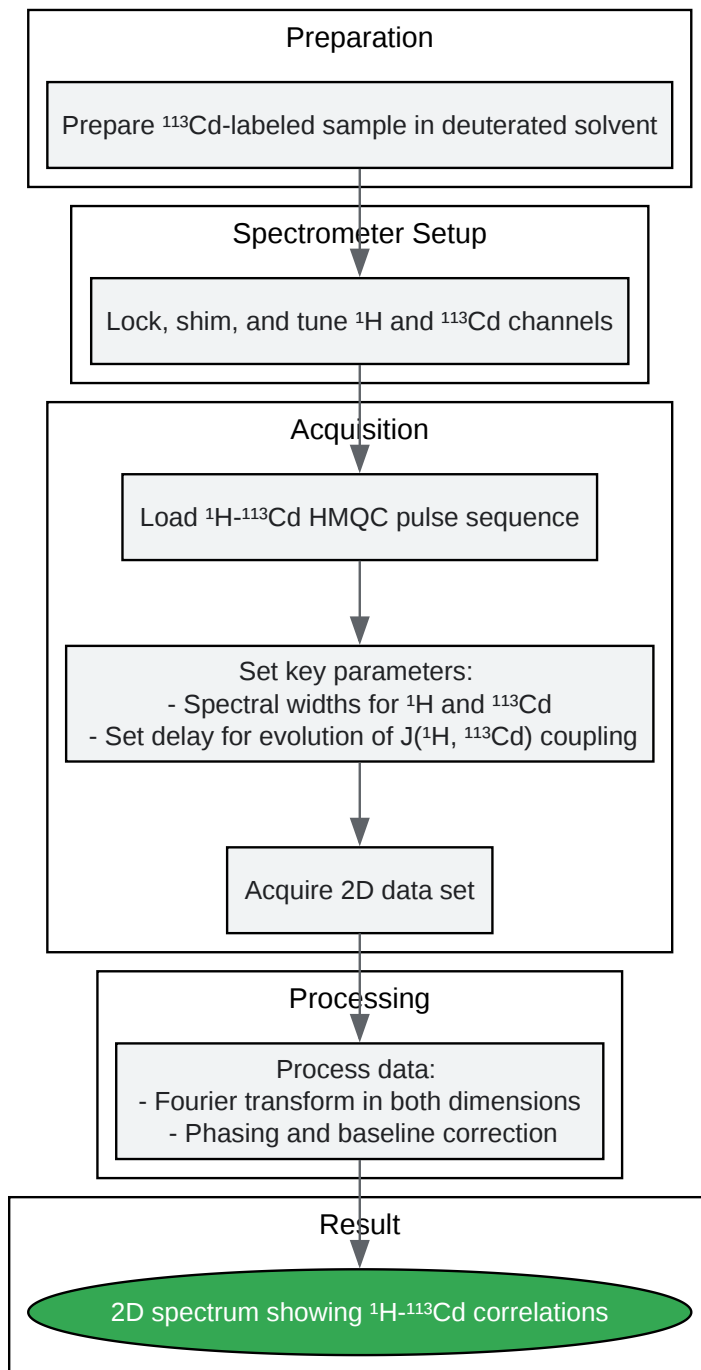 Preparation
Prepare ¹¹³Cd-labeled sample in deuterated solvent
Spectrometer Setup
Lock, shim, and tune ¹H and ¹¹³Cd channels
Acquisition
Load ¹H-¹¹³Cd HMQC pulse sequence
Set key parameters:
- Spectral widths for ¹H and ¹¹³Cd
- Set delay for evolution of J(¹H, ¹¹³Cd) coupling
Acquire 2D data set
Processing
Process data:
- Fourier transform in both dimensions
- Phasing and baseline correction
Result
2D spectrum showing ¹H-¹¹³Cd correlations